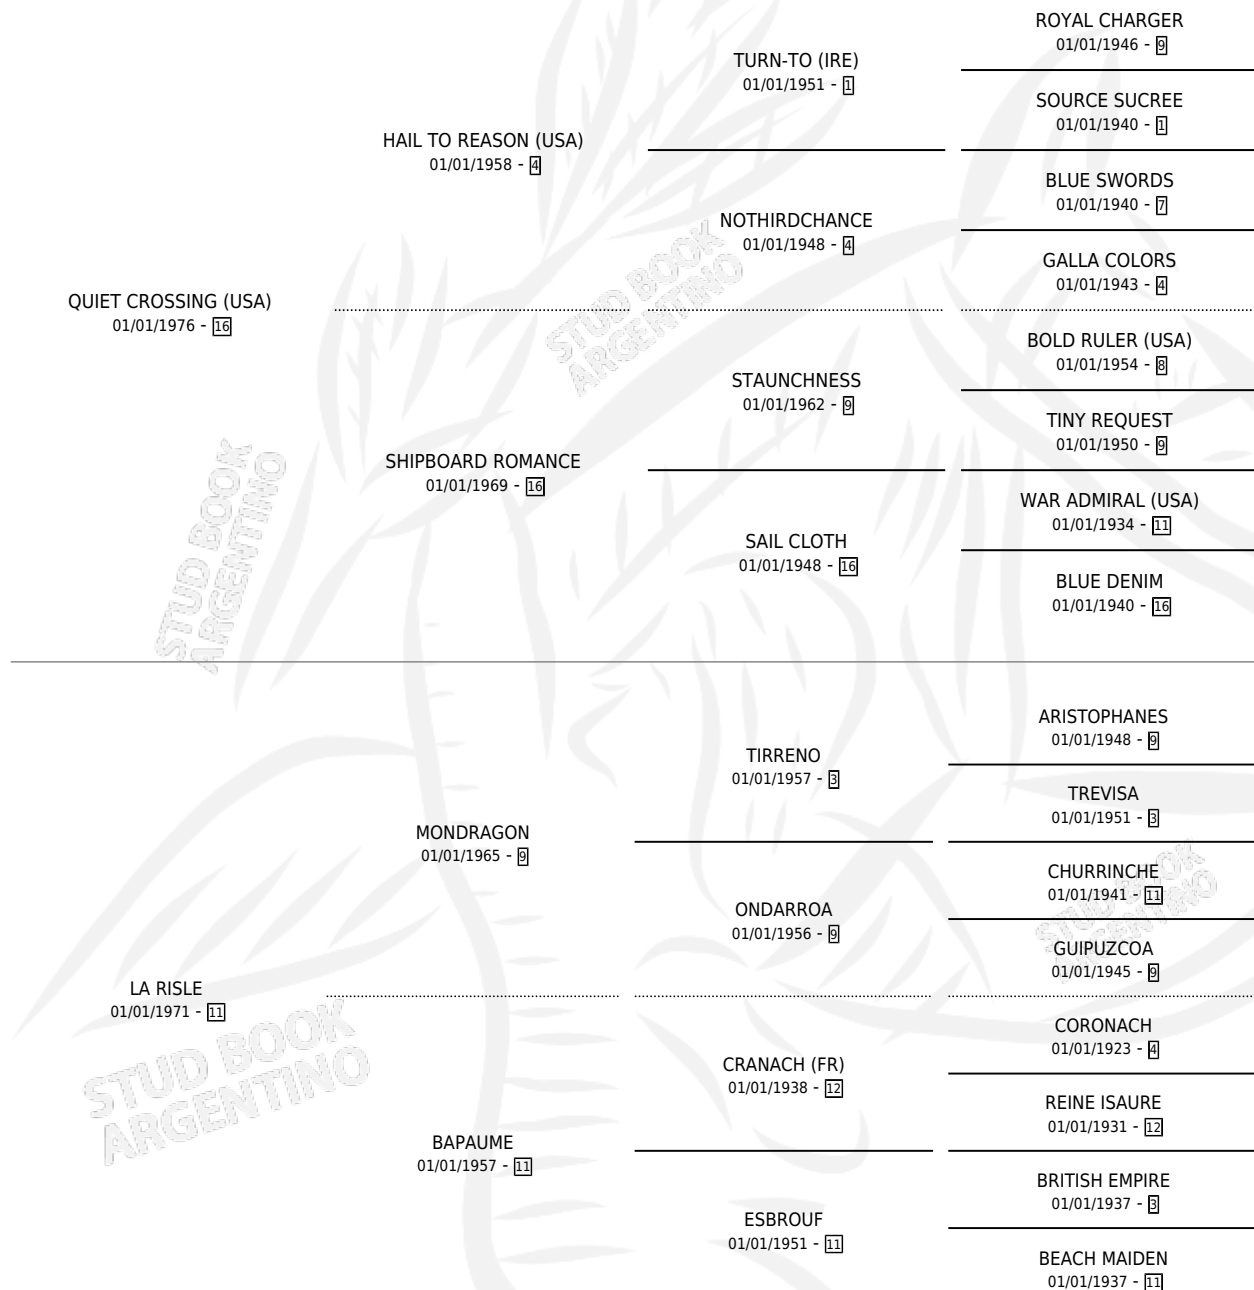 ROYAL CHARGER
01/01/1946 - 9
TURN-TO (IRE)
01/01/1951 - 1
SOURCE SUCREE
01/01/1940 - 1
HAIL TO REASON (USA)
01/01/1958 - 4
BLUE SWORDS
01/01/1940 - 7
NOTHIRDCHANCE
01/01/1948 - 4
GALLA COLORS
01/01/1943 - 4
QUIET CROSSING (USA)
01/01/1976 - 16
BOLD RULER (USA)
01/01/1954 - 8
STAUNCHNESS
01/01/1962 - 9
TINY REQUEST
01/01/1950 - 9
SHIPBOARD ROMANCE
01/01/1969 - 16
WAR ADMIRAL (USA)
01/01/1934 - 11
SAIL CLOTH
01/01/1948 - 16
BLUE DENIM
01/01/1940 - 16
ARISTOPHANES
01/01/1948 - 9
TIRRENO
01/01/1957 - 3
TREVISA
01/01/1951 - 3
MONDRAGON
01/01/1965 - 9
CHURRINCHE
01/01/1941 - 11
ONDARROA
01/01/1956 - 9
GUIPUZCOA
01/01/1945 - 9
LA RISLE
01/01/1971 - 11
CORONACH
01/01/1923 - 4
CRANACH (FR)
01/01/1938 - 12
REINE ISAURE
01/01/1931 - 12
BAPAUME
01/01/1957 - 11
BRITISH EMPIRE
01/01/1937 - 3
ESBROUF
01/01/1951 - 11
BEACH MAIDEN
01/01/1937 - 11
STUD BOOK
ARGENTINO
STUD BOOK
ARGENTINO
STUD BOOK
ARGENTINO
STUD BOOK
ARGENTINO